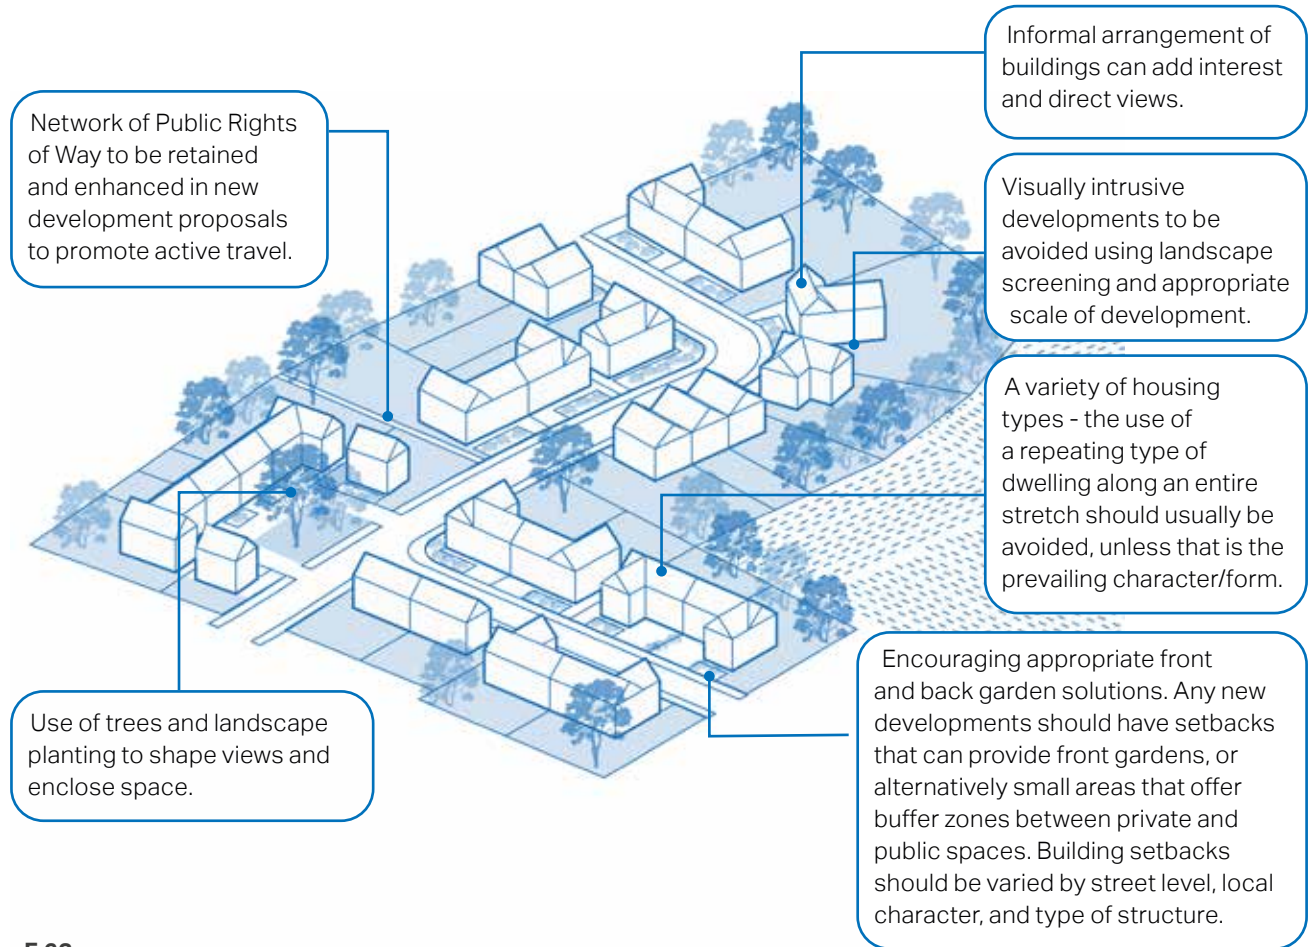 Informal arrangement of
buildings can add interest
and direct views.
Network of Public Rights
of Way to be retained
and enhanced in new
development proposals
to promote active travel.
Visually intrusive
developments to be
avoided using landscape
screening and appropriate
scale of development.
A variety of housing
types - the use of
a repeating type of
dwelling along an entire
stretch should usually be
avoided, unless that is the
prevailing character/form.
Encouraging appropriate front
and back garden solutions. Any new
developments should have setbacks
that can provide front gardens, or
alternatively small areas that offer
buffer zones between private and
public spaces. Building setbacks
should be varied by street level, local
character, and type of structure.
Use of trees and landscape
planting to shape views and
enclose space.